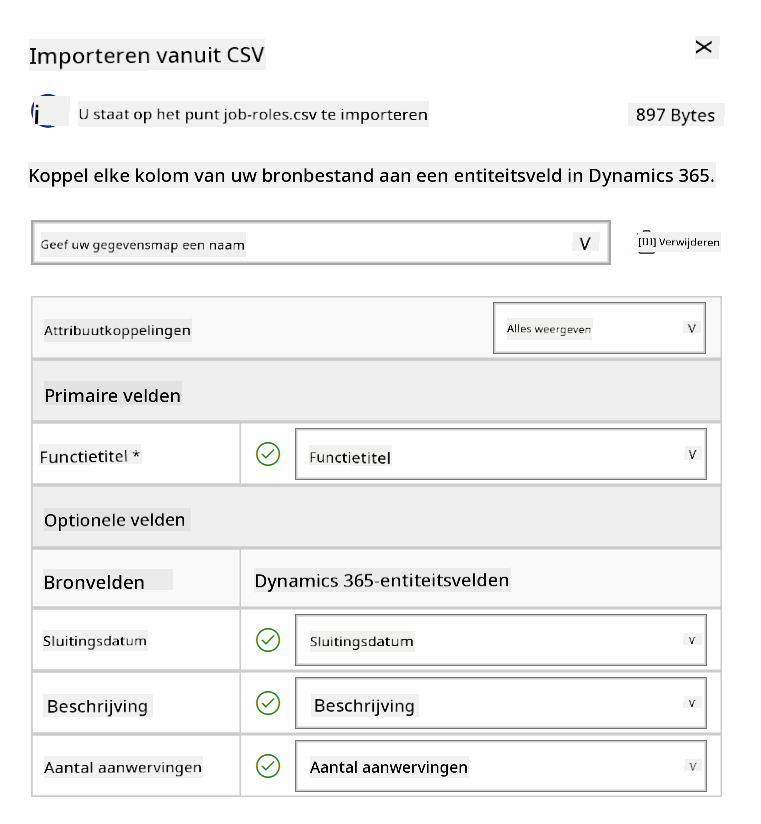 Importeren vanuit CSV
U staat op het punt job-roles.csv te importeren
897 Bytes
Koppel elke kolom van uw bronbestand aan een entiteitsveld in Dynamics 365.
Geef uw gegevensmap een naam
Verwijderen
Attribuutkoppelingen
Alles weergeven
Primaire velden
Functietitel *
Functietitel
Optionele velden
Bronvelden
Dynamics 365-entiteitsvelden
Sluitingsdatum
Sluitingsdatum
Beschrijving
Beschrijving
Aantal aanwervingen
Aantal aanwervingen